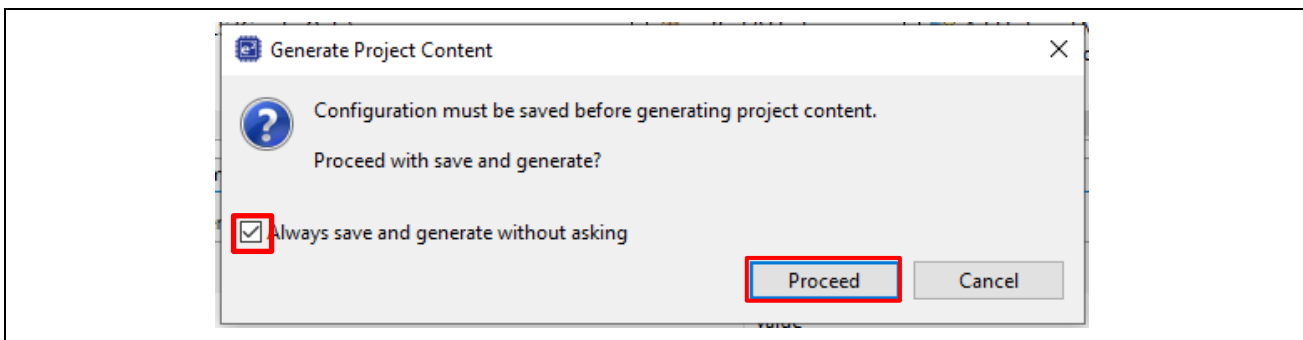 Generate Project Content
Configuration must be saved before generating project content.
Proceed with save and generate?
Always save and generate without asking
Proceed
Cancel